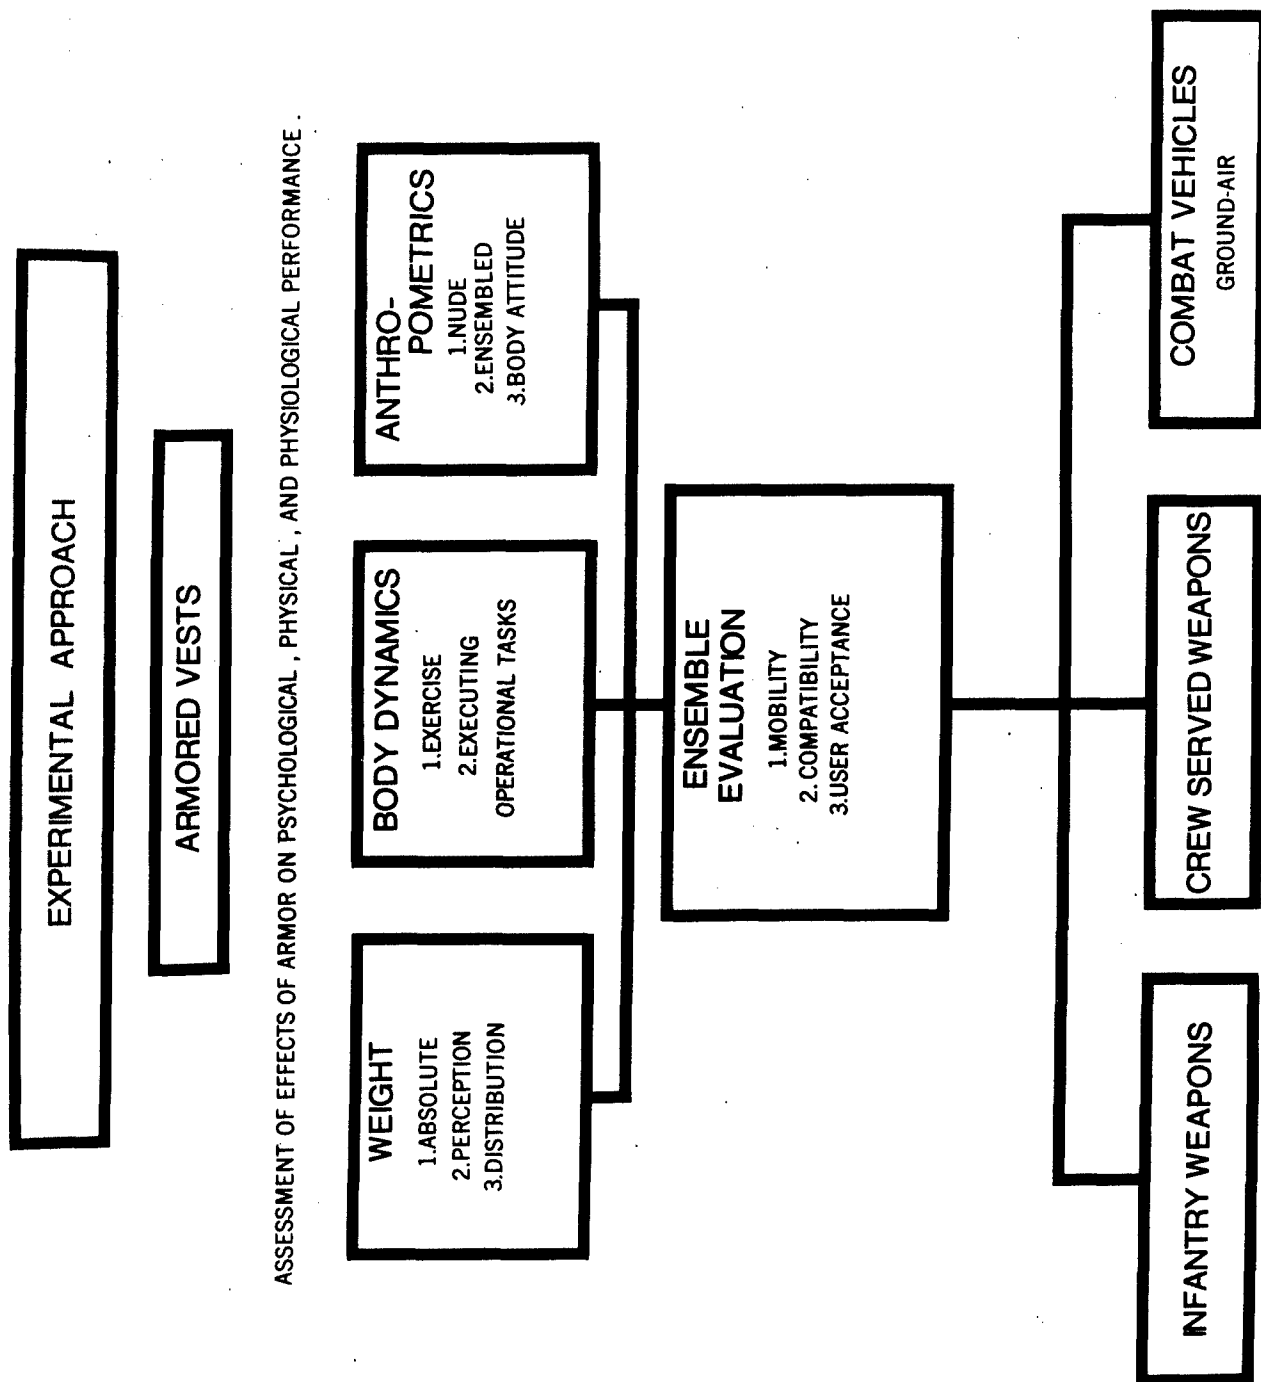 EXPERIMENTAL APPROACH
ARMORED VESTS
ASSESSMENT OF EFFECTS OF ARMOR ON PSYCHOLOGICAL, PHYSICAL, AND PHYSIOLOGICAL PERFORMANCE.
WEIGHT
1.ABSOLUTE
2.PERCEPTION
3.DISTRIBUTION
BODY DYNAMICS
1.EXERCISE
2.EXECUTING
OPERATIONAL TASKS
ANTHRO-
POMETRICS
1.NUDE
2.ENSEMBLED
3.BODY ATTITUDE
ENSEMBLE
EVALUATION
1.MOBILITY
2.COMPATIBILITY
3.USER ACCEPTANCE
INFANTRY WEAPONS
CREW SERVED WEAPONS
COMBAT VEHICLES
GROUND-AIR